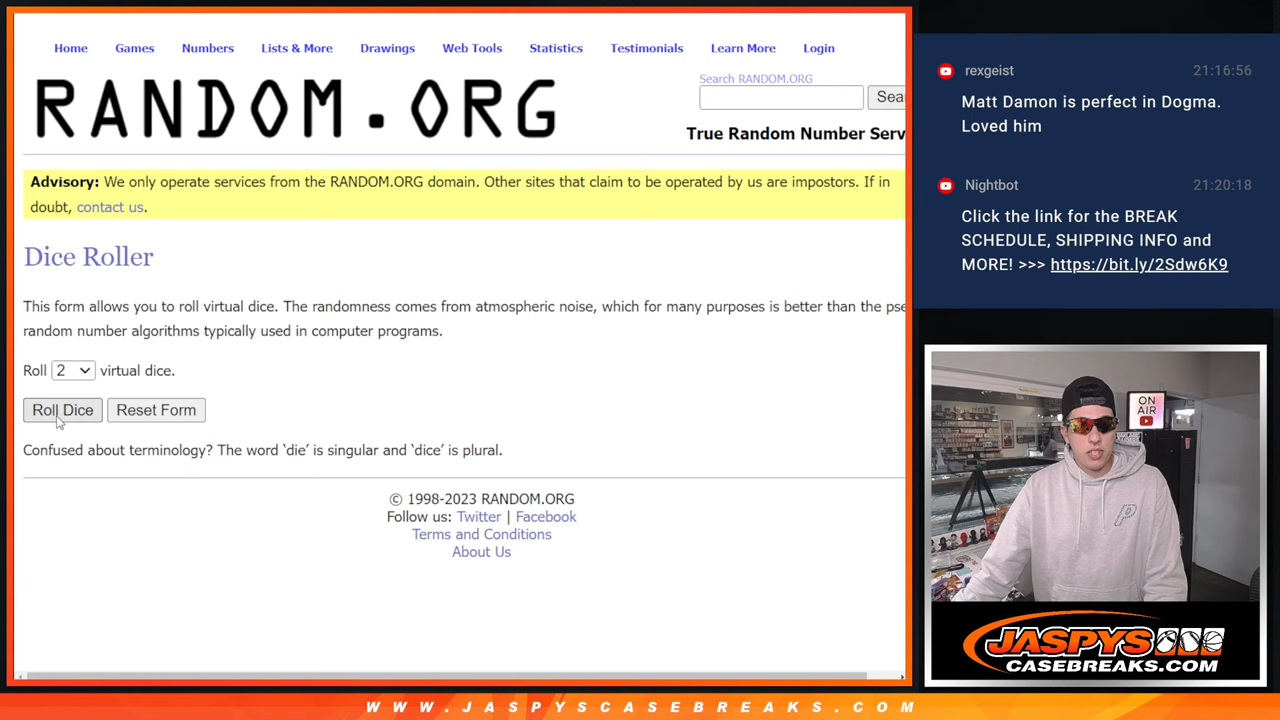 Home Games Numbers Lists & More Drawings Web Tools Statistics Testimonials Learn More Login
RANDOM.ORG
Search RANDOM.ORG
Sea
True Random Number Serv
Advisory: We only operate services from the RANDOM.ORG domain. Other sites that claim to be operated by us are impostors. If in
doubt, contact us.
Dice Roller
This form allows you to roll virtual dice. The randomness comes from atmospheric noise, which for many purposes is better than the pse
random number algorithms typically used in computer programs.
Roll 2 virtual dice.
Roll Dice Reset Form
Confused about terminology? The word ‘die’ is singular and ‘dice’ is plural.
© 1998-2023 RANDOM.ORG
Follow us: Twitter | Facebook
Terms and Conditions
About Us
rexgeist 21:16:56
Matt Damon is perfect in Dogma.
Loved him
Nightbot 21:20:18
Click the link for the BREAK
SCHEDULE, SHIPPING INFO and
MORE! >>> https://bit.ly/2Sdw6K9
ON
AIR
P
JASPYS
CASEBREAKS.COM
WWW.JASPYSCASEBREAKS.COM